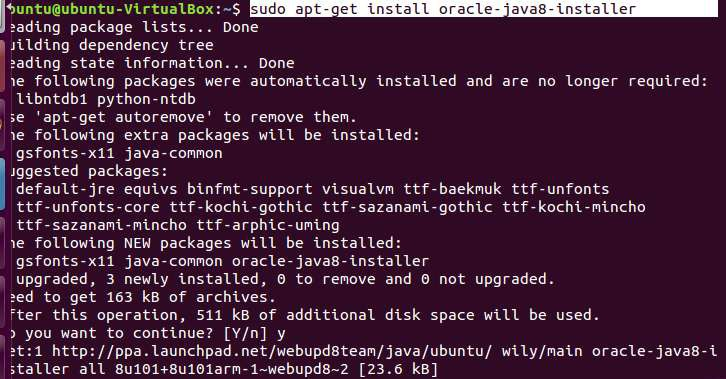 buntu@ubuntu-VirtualBox:~$ sudo apt-get install oracle-java8-installer
eading package lists... Done
uilding dependency tree
eading state information... Done
he following packages were automatically installed and are no longer required:
libntdb1 python-ntdb
se 'apt-get autoremove' to remove them.
he following extra packages will be installed:
gsfonts-x11 java-common
uggested packages:
default-jre equivs binfmt-support visualvm ttf-baekmuk ttf-unfonts
ttf-unfonts-core ttf-kochi-gothic ttf-sazanami-gothic ttf-kochi-mincho
ttf-sazanami-mincho ttf-arphic-uming
he following NEW packages will be installed:
gsfonts-x11 java-common oracle-java8-installer
upgraded, 3 newly installed, 0 to remove and 0 not upgraded.
eed to get 163 kB of archives.
fter this operation, 511 kB of additional disk space will be used.
o you want to continue? [Y/n] y
et:1 http://ppa.launchpad.net/webupd8team/java/ubuntu/ wily/main oracle-java8-i
staller all 8u101+8u101arm-1~webupd8~2 [23.6 kB]